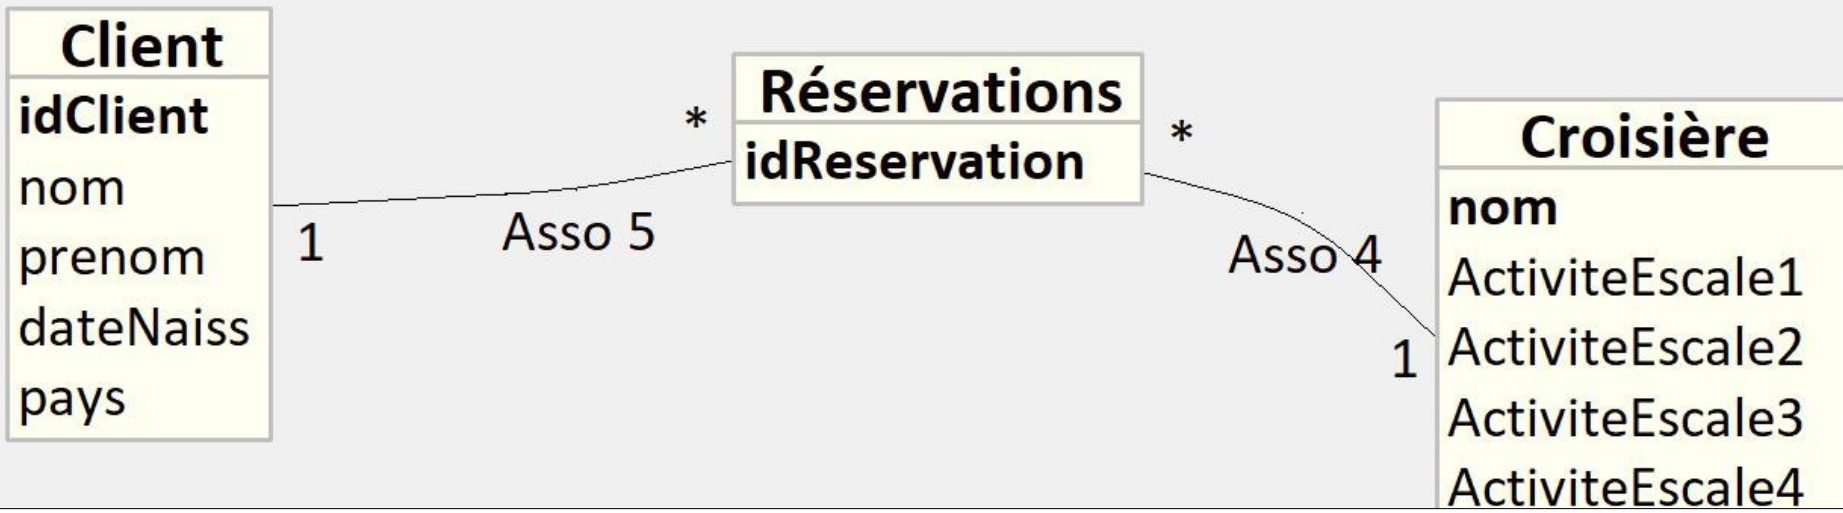 Client
idClient
nom
prenom
dateNaiss
pays
1
Asso 5
*
Réservations
idReservation
*
Asso 4
1
Croisière
nom
ActiviteEscale1
ActiviteEscale2
ActiviteEscale3
ActiviteEscale4